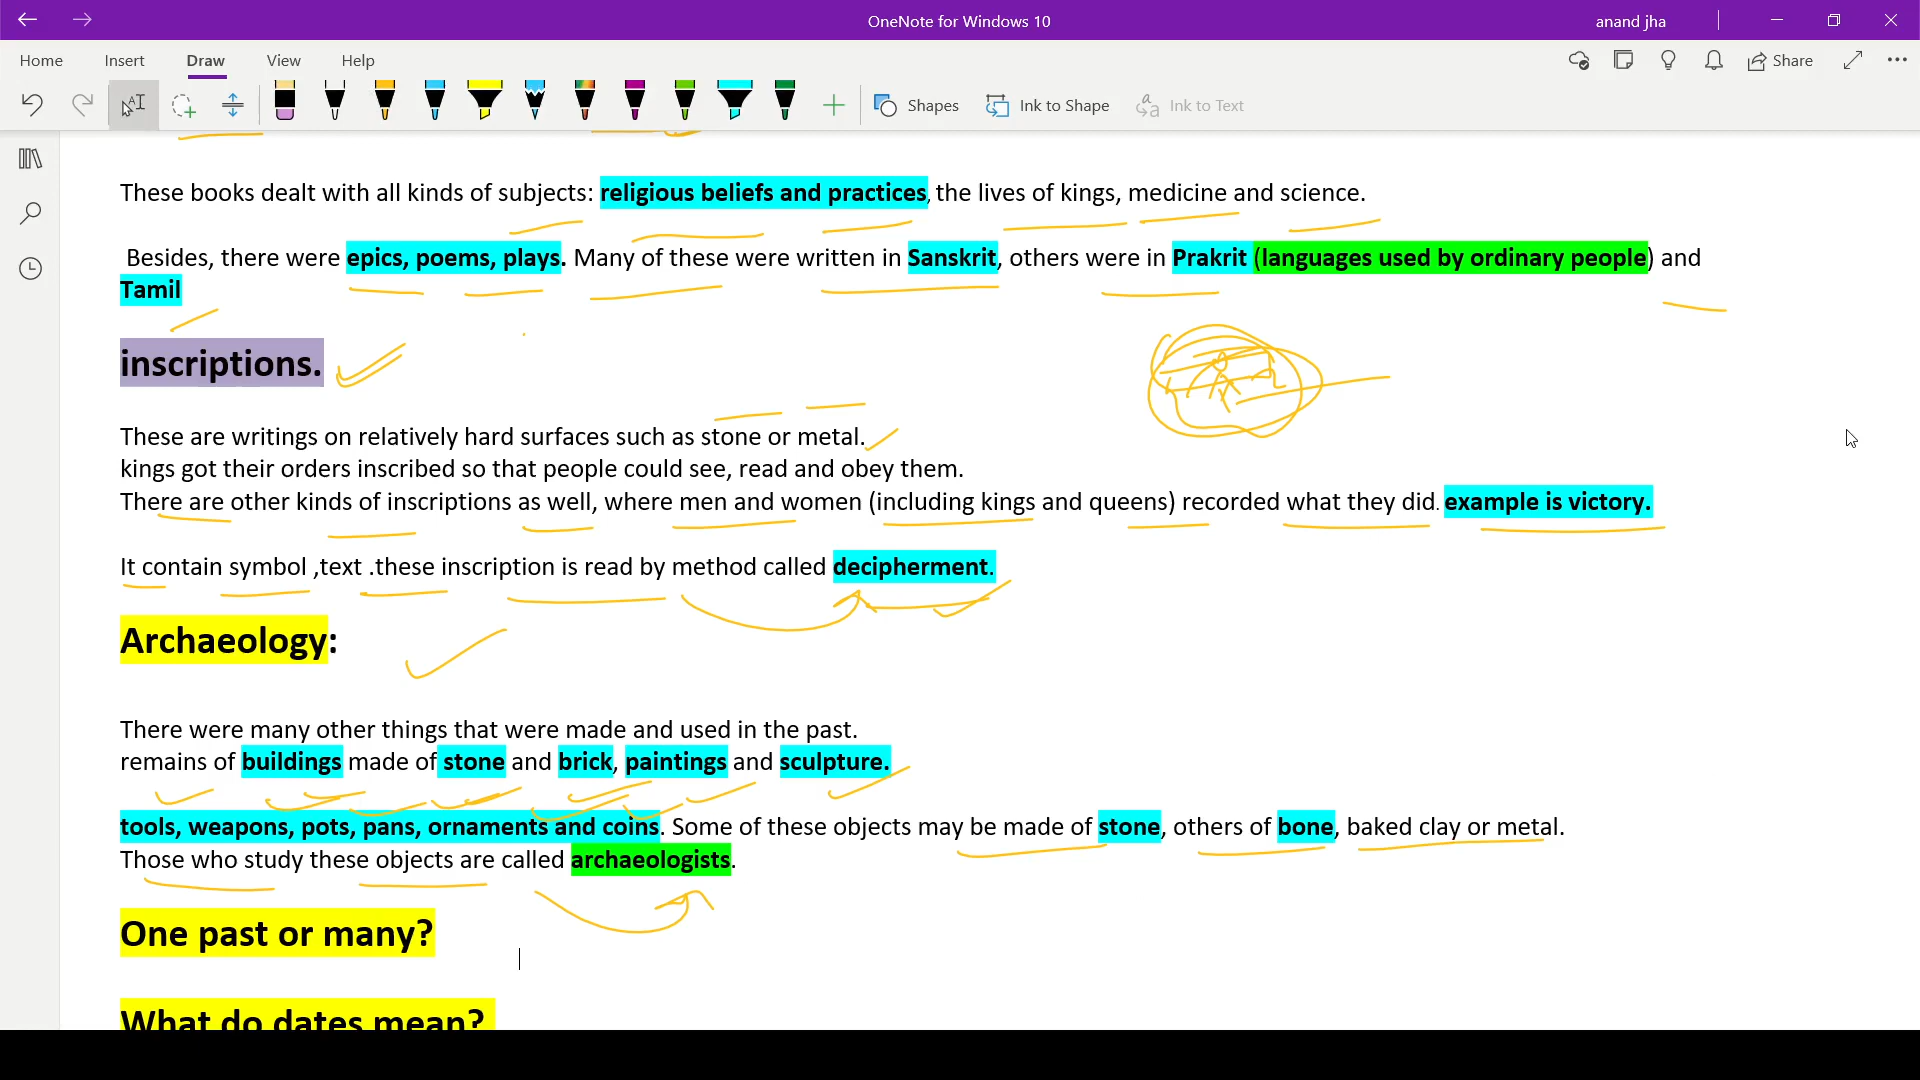 OneNote for Windows 10
anand jha
Home Insert Draw View Help
Share
Shapes Ink to Shape Ink to Text
These books dealt with all kinds of subjects: religious beliefs and practices, the lives of kings, medicine and science.
Besides, there were epics, poems, plays. Many of these were written in Sanskrit, others were in Prakrit (languages used by ordinary people) and
Tamil
inscriptions.
These are writings on relatively hard surfaces such as stone or metal.
kings got their orders inscribed so that people could see, read and obey them.
There are other kinds of inscriptions as well, where men and women (including kings and queens) recorded what they did. example is victory.
It contain symbol ,text .these inscription is read by method called decipherment.
Archaeology:
There were many other things that were made and used in the past.
remains of buildings made of stone and brick, paintings and sculpture.
tools, weapons, pots, pans, ornaments and coins. Some of these objects may be made of stone, others of bone, baked clay or metal.
Those who study these objects are called archaeologists.
One past or many?
What do dates mean?